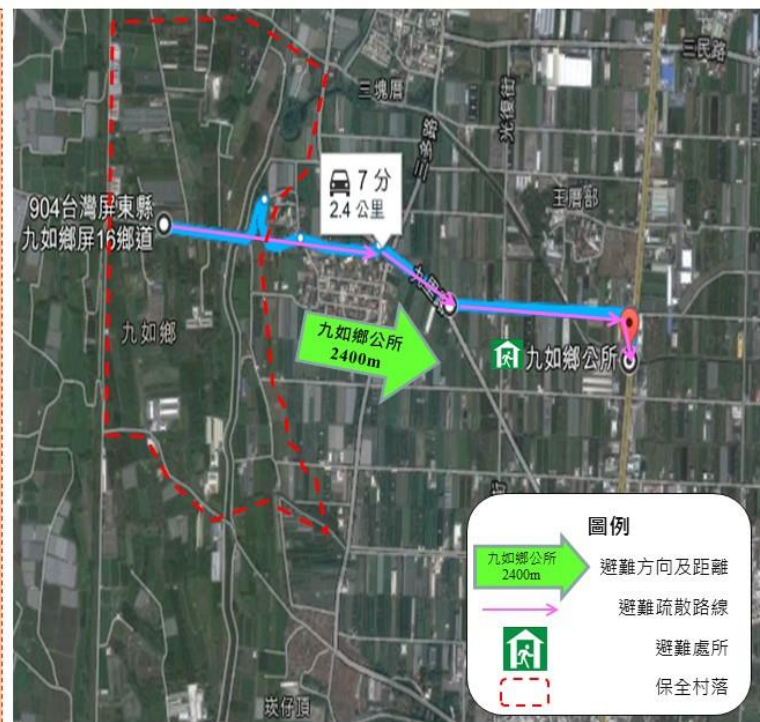 三民路
三塊厝
光復街
三多路
7 分
2.4 公里
王厝部
904台灣屏東縣
九如鄉屏16鄉道
九如鄉
九如鄉公所
2400m
九如鄉公所
崁仔頂
圖例
九如鄉公所
2400m
避難方向及距離
避難疏散路線
避難處所
保全村落